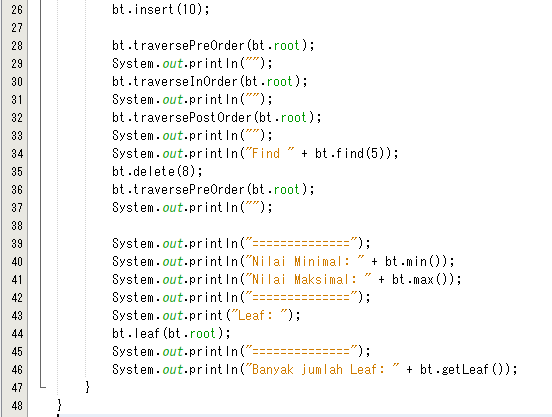 26 bt.insert(10);
27
28 bt.traversePreOrder(bt.root);
29 System.out.println("");
30 bt.traverseInOrder(bt.root);
31 System.out.println("");
32 bt.traversePostOrder(bt.root);
33 System.out.println("");
34 System.out.println("Find " + bt.find(5));
35 bt.delete(8);
36 bt.traversePreOrder(bt.root);
37 System.out.println("");
38
39 System.out.println("==============");
40 System.out.println("Nilai Minimal: " + bt.min());
41 System.out.println("Nilai Maksimal: " + bt.max());
42 System.out.println("==============");
43 System.out.print("Leaf: ");
44 bt.leaf(bt.root);
45 System.out.println("==============");
46 System.out.println("Banyak jumlah Leaf: " + bt.getLeaf());
47 }
48 }